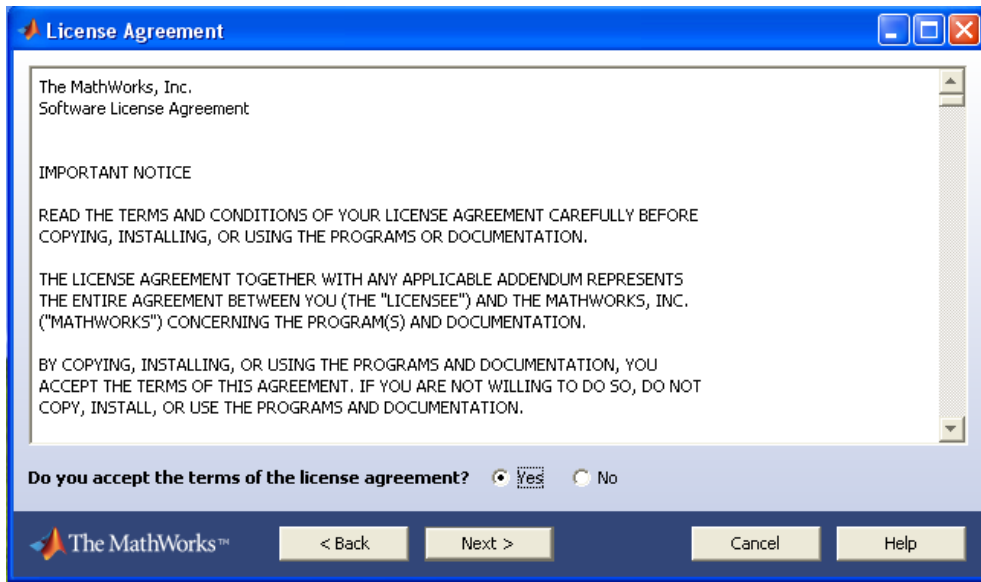 License Agreement
The MathWorks, Inc.
Software License Agreement
IMPORTANT NOTICE
READ THE TERMS AND CONDITIONS OF YOUR LICENSE AGREEMENT CAREFULLY BEFORE
COPYING, INSTALLING, OR USING THE PROGRAMS OR DOCUMENTATION.
THE LICENSE AGREEMENT TOGETHER WITH ANY APPLICABLE ADDENDUM REPRESENTS
THE ENTIRE AGREEMENT BETWEEN YOU (THE "LICENSEE") AND THE MATHWORKS, INC.
("MATHWORKS") CONCERNING THE PROGRAM(S) AND DOCUMENTATION.
BY COPYING, INSTALLING, OR USING THE PROGRAMS AND DOCUMENTATION, YOU
ACCEPT THE TERMS OF THIS AGREEMENT. IF YOU ARE NOT WILLING TO DO SO, DO NOT
COPY, INSTALL, OR USE THE PROGRAMS AND DOCUMENTATION.
Do you accept the terms of the license agreement? Yes No
The MathWorks™ < Back Next > Cancel Help